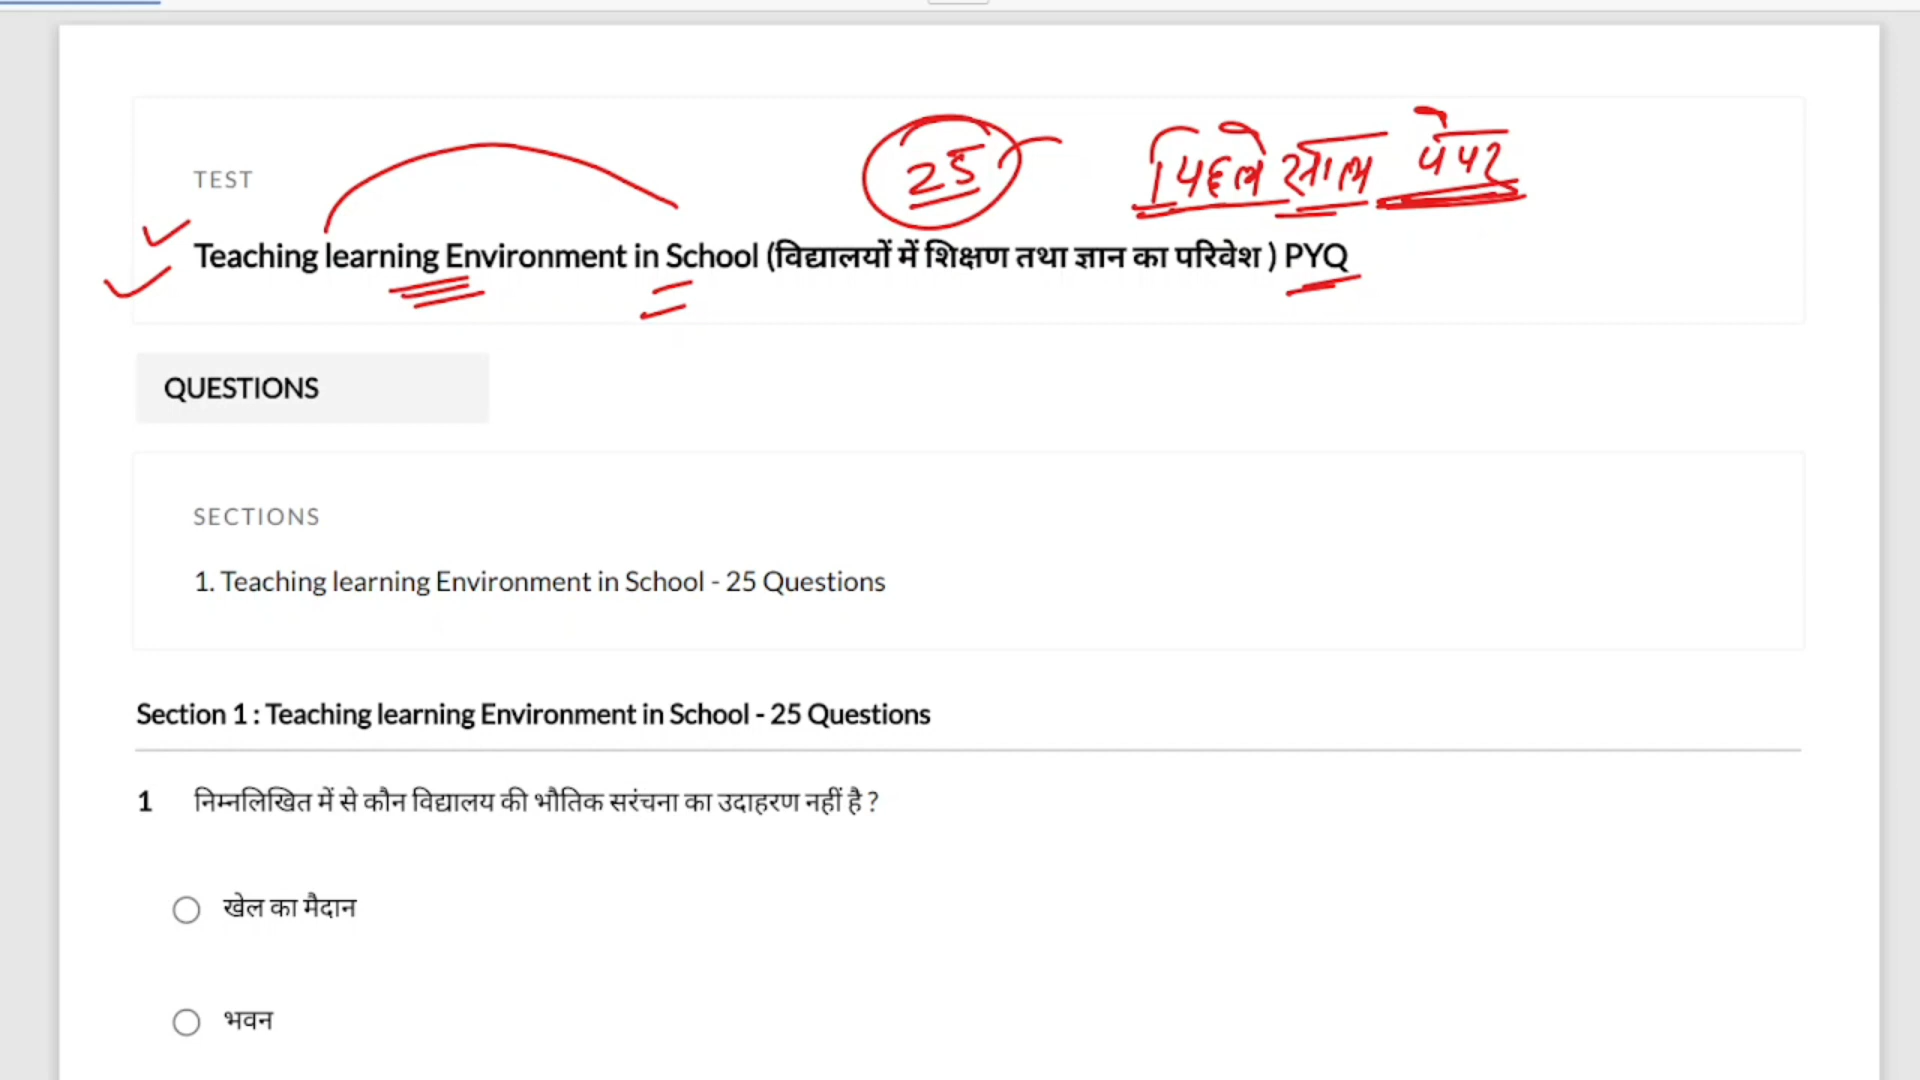 25 पिछले साल पेपर
TEST
Teaching learning Environment in School (विद्यालयों में शिक्षण तथा ज्ञान का परिवेश ) PYQ
QUESTIONS
SECTIONS
1. Teaching learning Environment in School - 25 Questions
Section 1 : Teaching learning Environment in School - 25 Questions
1 निम्नलिखित में से कौन विद्यालय की भौतिक सरंचना का उदाहरण नहीं है ?
खेल का मैदान
भवन